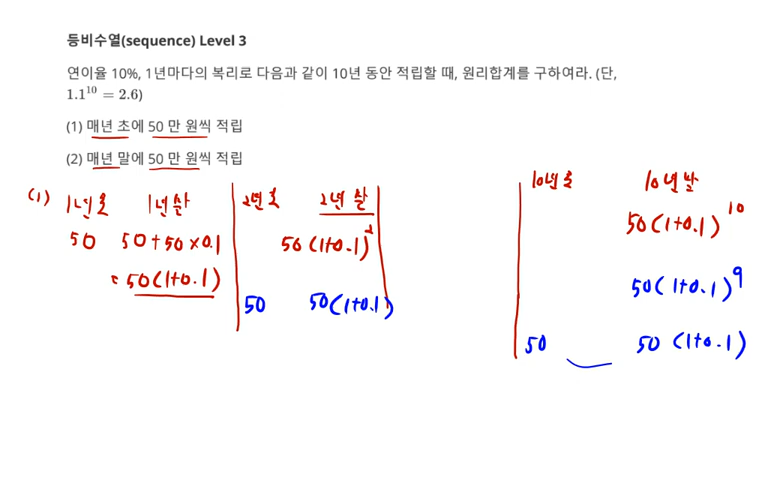 등비수열(sequence) Level 3
연이율 10%, 1년마다의 복리로 다음과 같이 10년 동안 적립할 때, 원리합계를 구하여라. (단,
1.1^10 = 2.6)
(1) 매년 초에 50 만 원씩 적립
(2) 매년 말에 50 만 원씩 적립
(1) 1년초 1년말 2년초 2년말 10년초 10년말
50 50+50×0.1 50(1+0.1)^2 50(1+0.1)^10
= 50(1+0.1) 50 50(1+0.1) 50(1+0.1)^9
50 50(1+0.1)